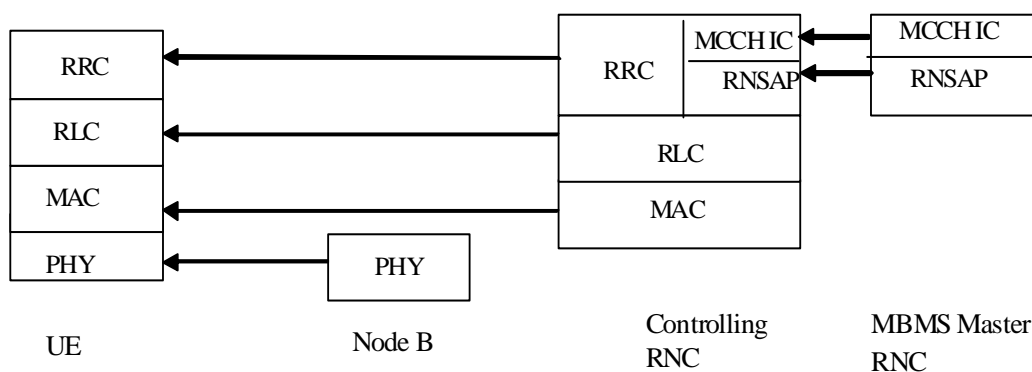 RRC
RLC
MAC
PHY
UE
PHY
Node B
RRC
MCCH IC
RNSAP
RLC
MAC
Controlling
RNC
MCCH IC
RNSAP
MBMS Master
RNC